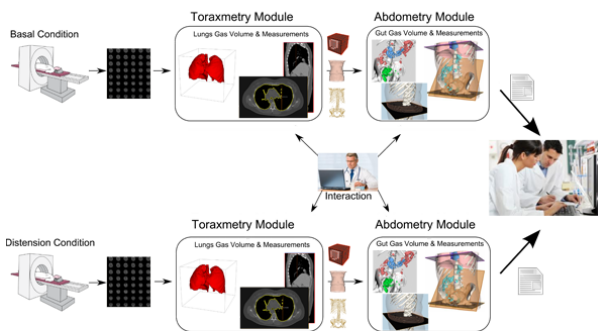 Toraxmetry Module
Abdometry Module
Basal Condition
Lungs Gas Volume & Measurements
Gut Gas Volume & Measurements
Interaction
Toraxmetry Module
Abdometry Module
Distension Condition
Lungs Gas Volume & Measurements
Gut Gas Volume & Measurements